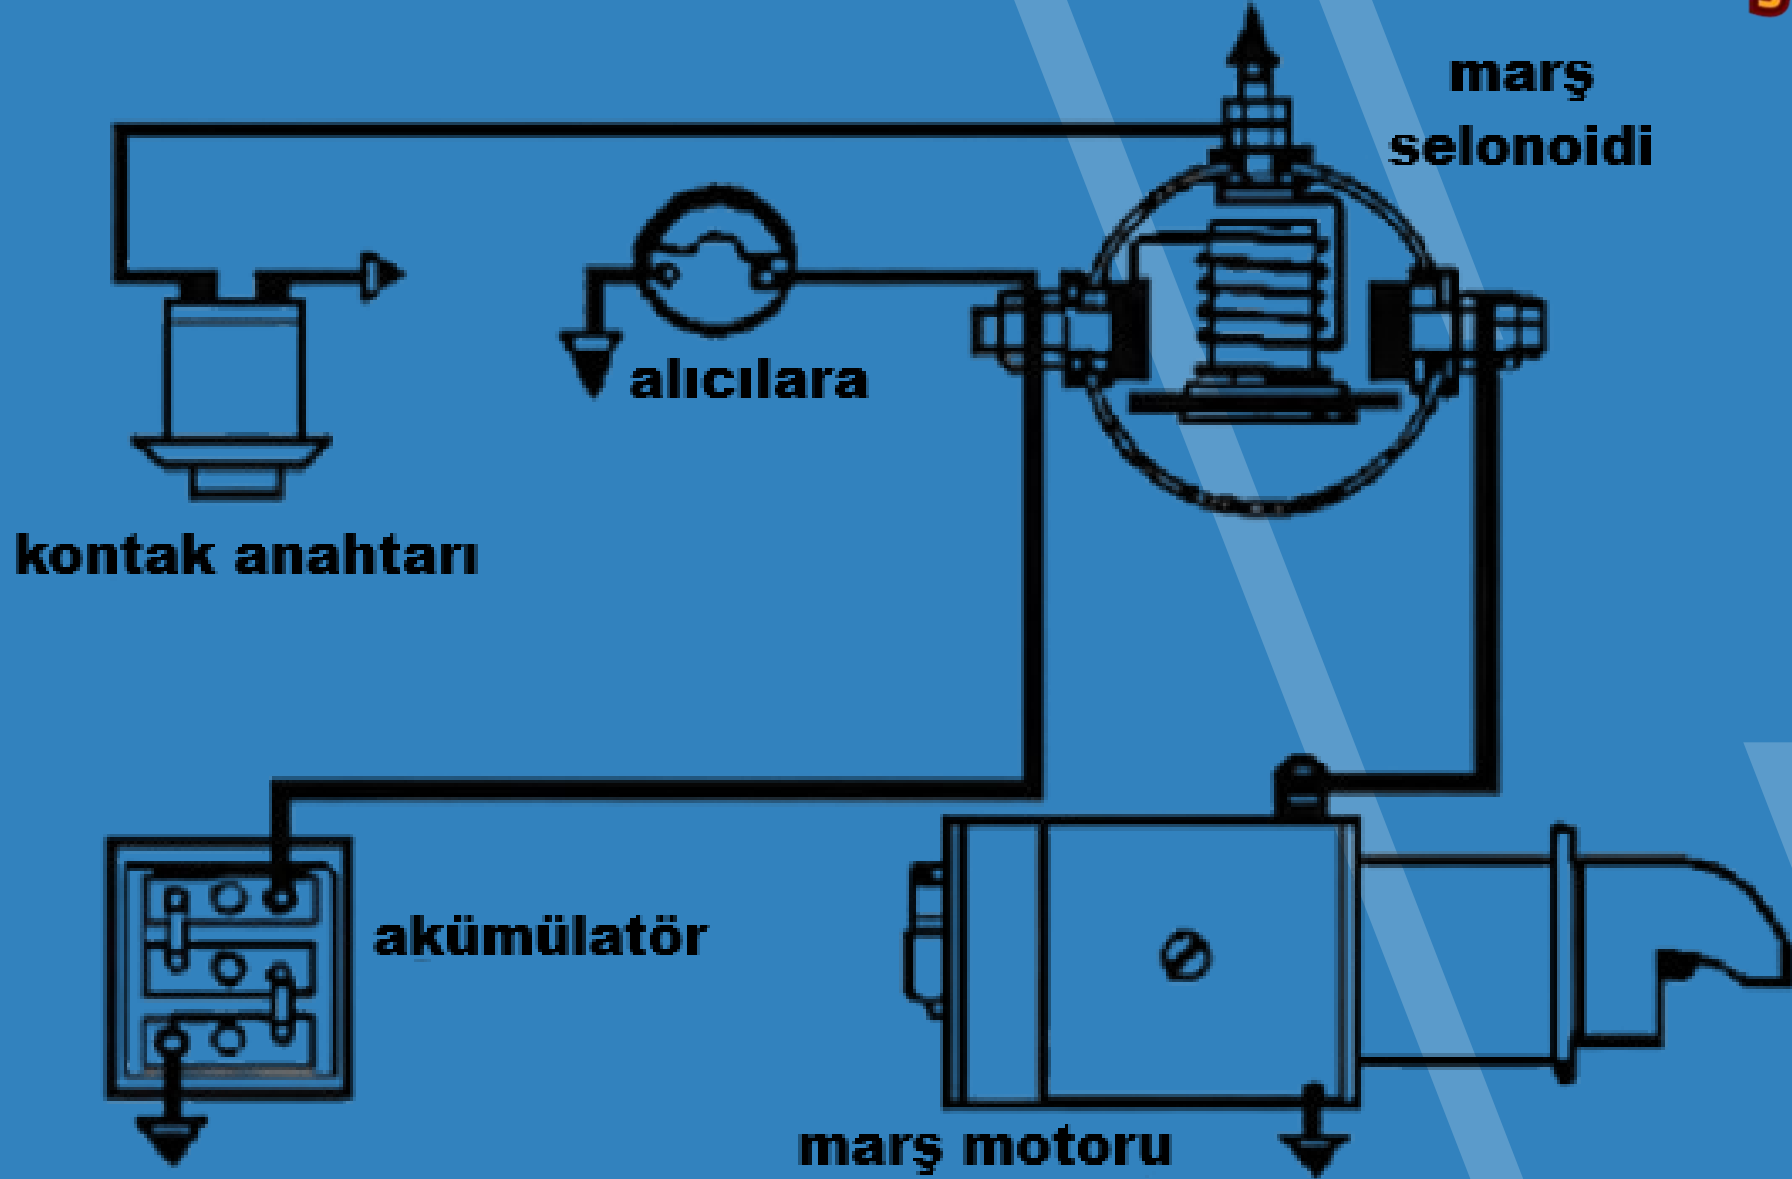 marş
selonoidi
alıcılara
kontak anahtarı
akümülatör
marş motoru